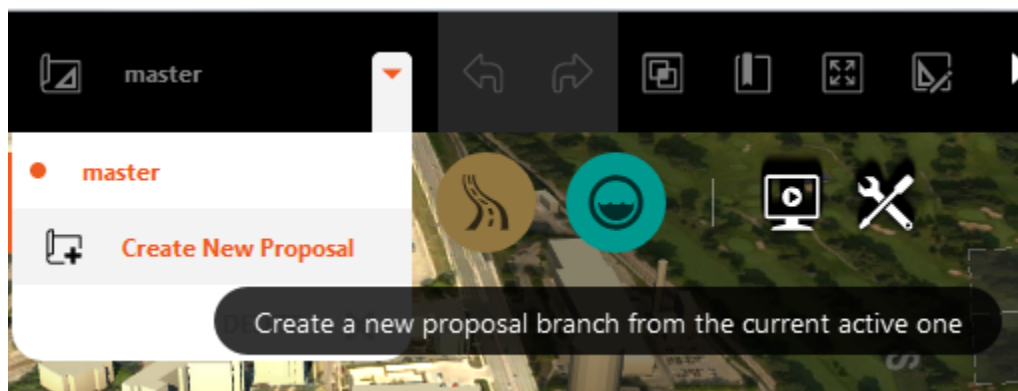 master
master
Create New Proposal
Create a new proposal branch from the current active one